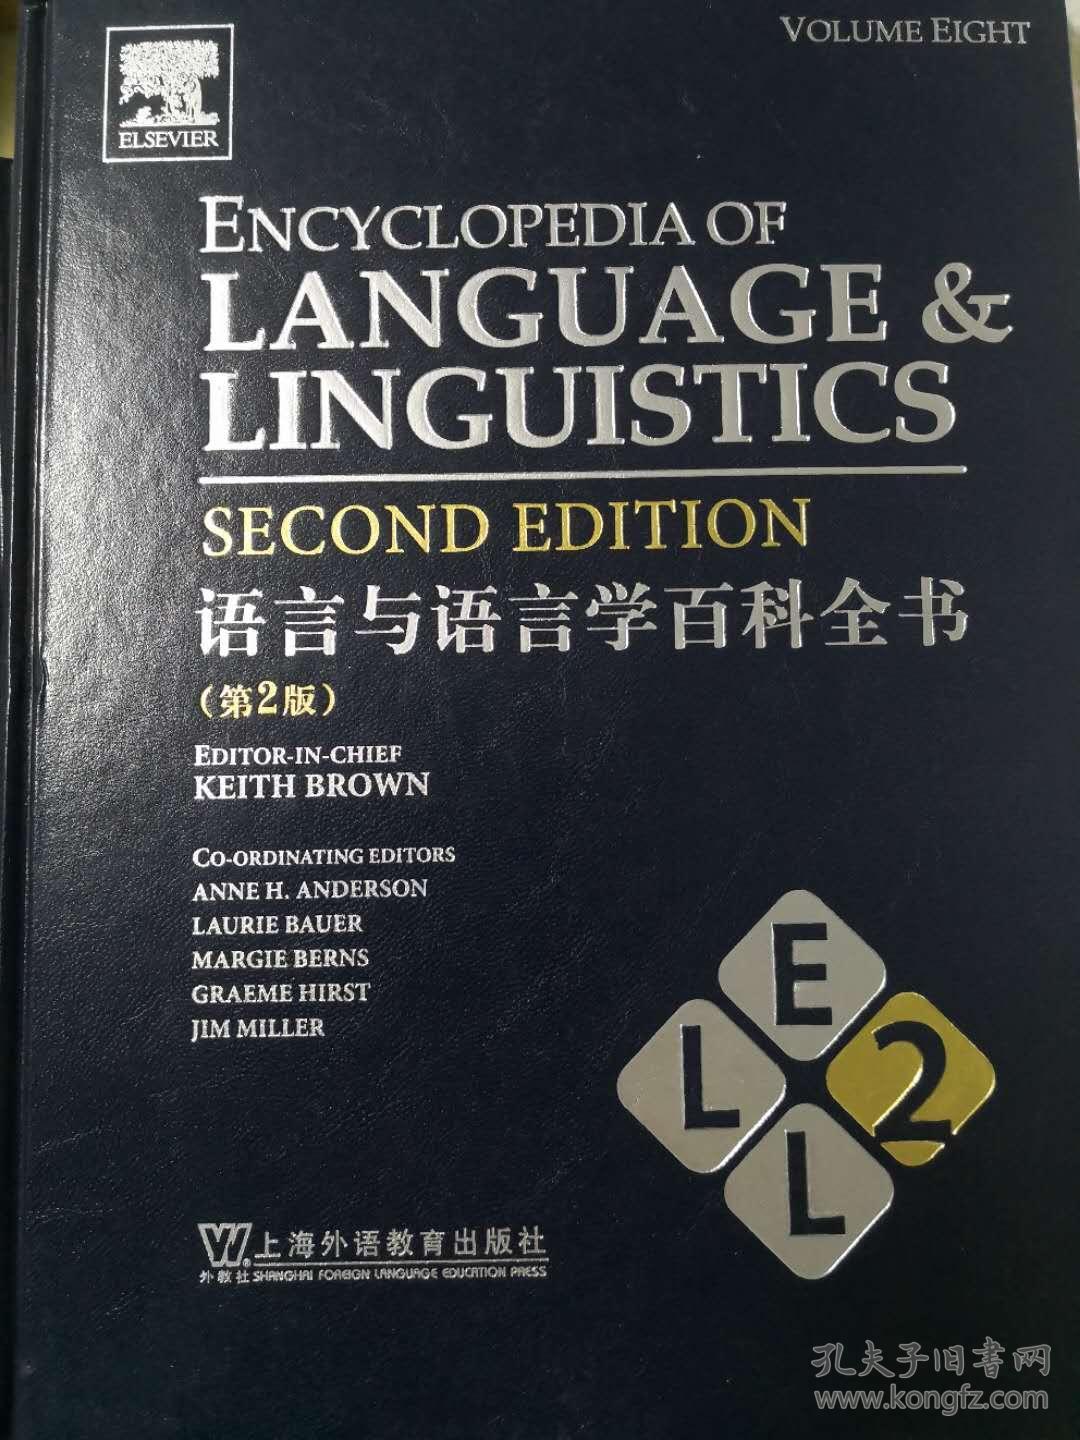 VOLUME EIGHT
ELSEVIER
ENCYCLOPEDIA OF
LANGUAGE &
LINGUISTICS
SECOND EDITION
语言与语言学百科全书
(第2版)
EDITOR-IN-CHIEF
KEITH BROWN
CO-ORDINATING EDITORS
ANNE H. ANDERSON
LAURIE BAUER
MARGIE BERNS
GRAEME HIRST
JIM MILLER
E
L 2
L
W 上海外语教育出版社
外教社 SHANGHAI FOREIGN LANGUAGE EDUCATION PRESS
孔夫子旧書网
www.kongfz.com